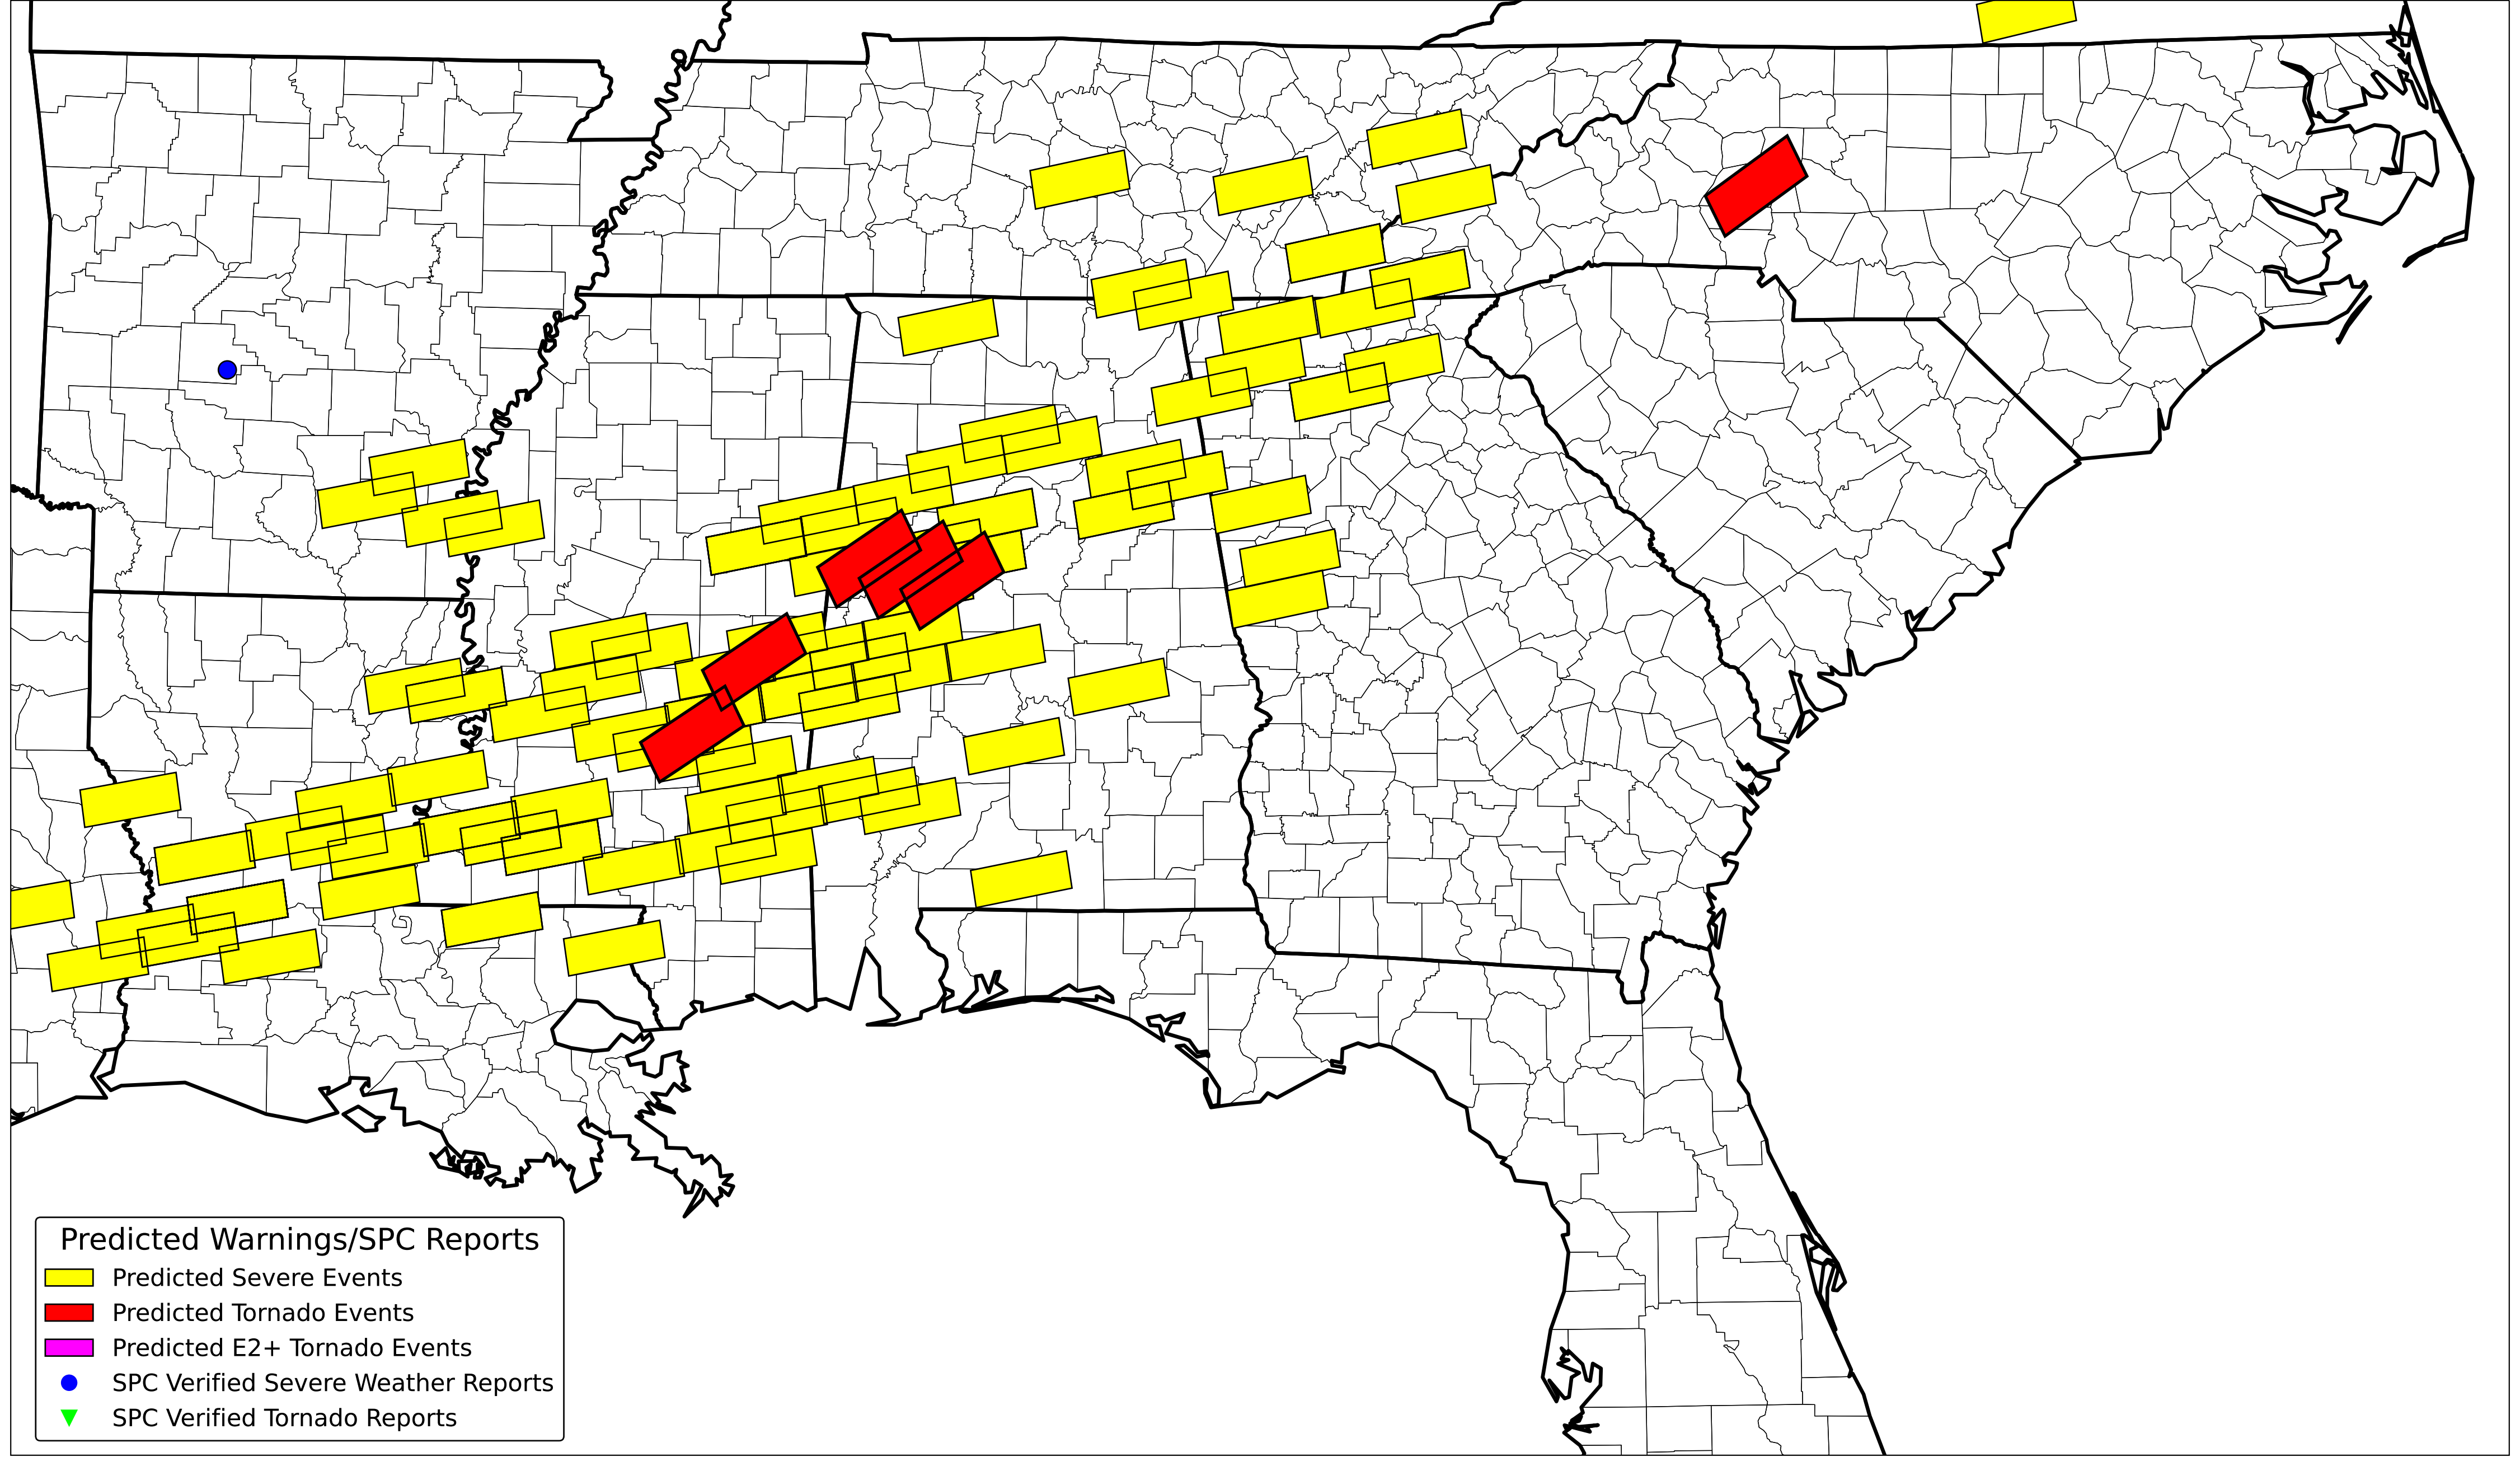 Predicted Warnings/SPC Reports
Predicted Severe Events
Predicted Tornado Events
Predicted E2+ Tornado Events
SPC Verified Severe Weather Reports
SPC Verified Tornado Reports